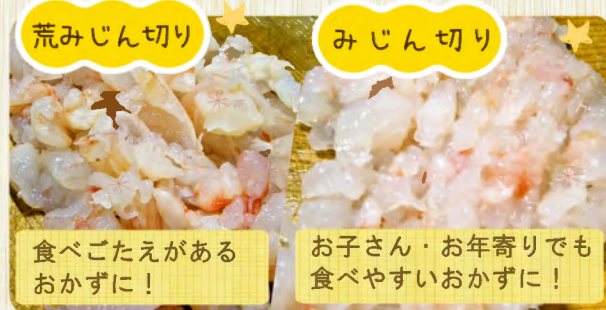 荒みじん切り
みじん切り
食べごたえがある
おかずに！
お子さん・お年寄りでも
食べやすいおかずに！